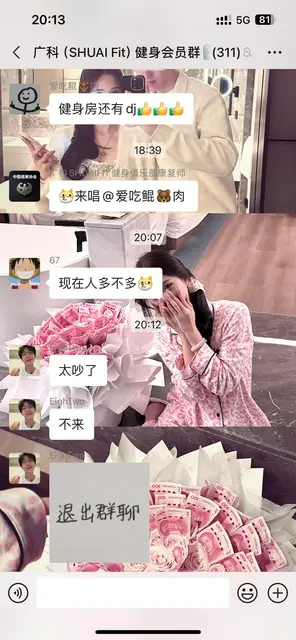 20:13
5G
81
广科（SHUAI Fit）健身会员群(311)
爱吃鲲
健身房还有dj👍👍👍
18:39
来唱@爱吃鲲🐻肉
20:07
67
现在人多不多😼
20:12
太吵了
EighTwo
不来
退出群聊